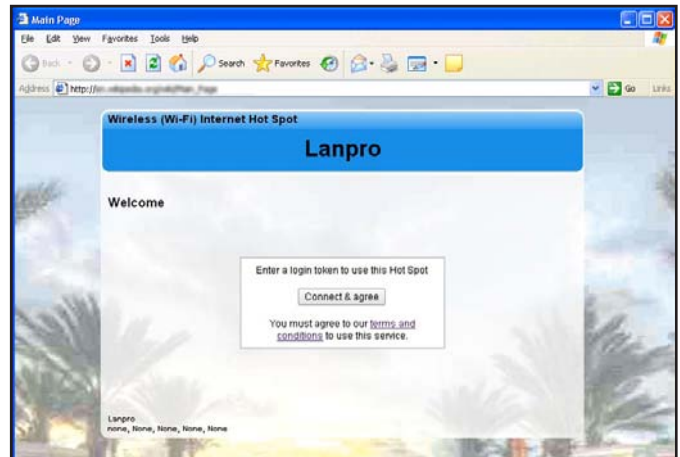 Main Page
File Edit View Favorites Tools Help
Back Search Favorites
Address http:// Go Links
Wireless (Wi-Fi) Internet Hot Spot
Lanpro
Welcome
Enter a login token to use this Hot Spot
Connect & agree
You must agree to our terms and
conditions to use this service.
Lanpro
none, None, None, None, None